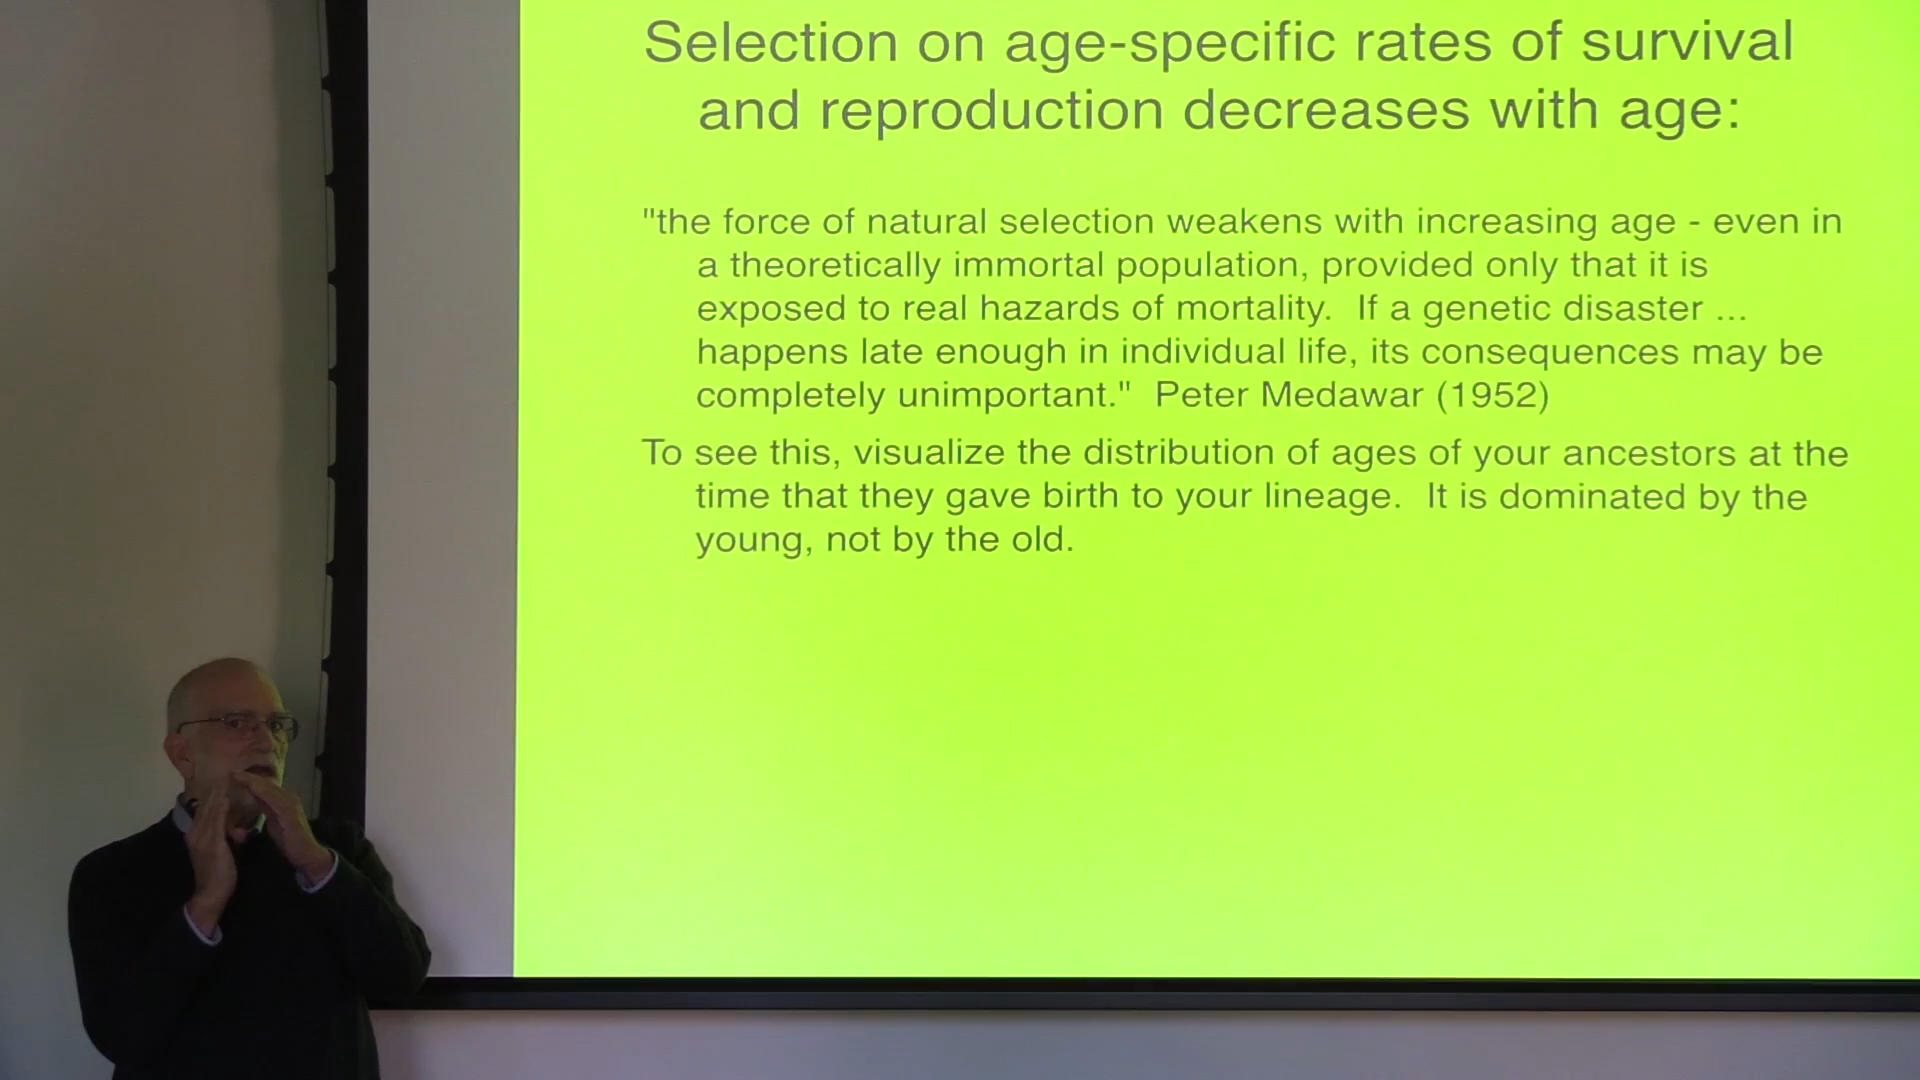 Selection on age-specific rates of survival
and reproduction decreases with age:
"the force of natural selection weakens with increasing age - even in
a theoretically immortal population, provided only that it is
exposed to real hazards of mortality.  If a genetic disaster ...
happens late enough in individual life, its consequences may be
completely unimportant."  Peter Medawar (1952)
To see this, visualize the distribution of ages of your ancestors at the
time that they gave birth to your lineage.  It is dominated by the
young, not by the old.